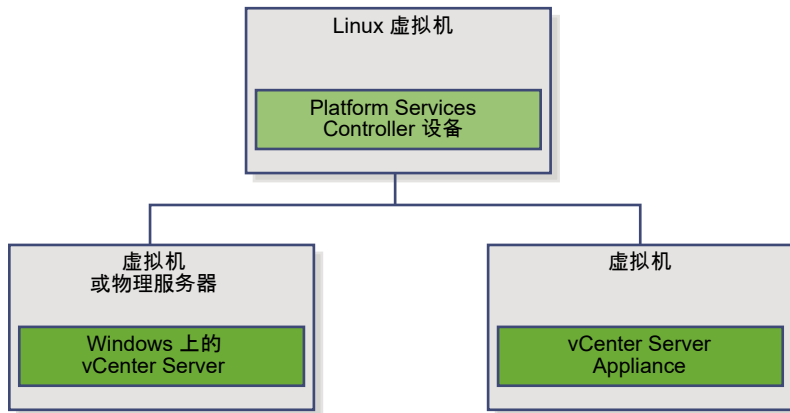 Linux 虚拟机
Platform Services
Controller 设备
虚拟机
或物理服务器
Windows 上的
vCenter Server
虚拟机
vCenter Server
Appliance